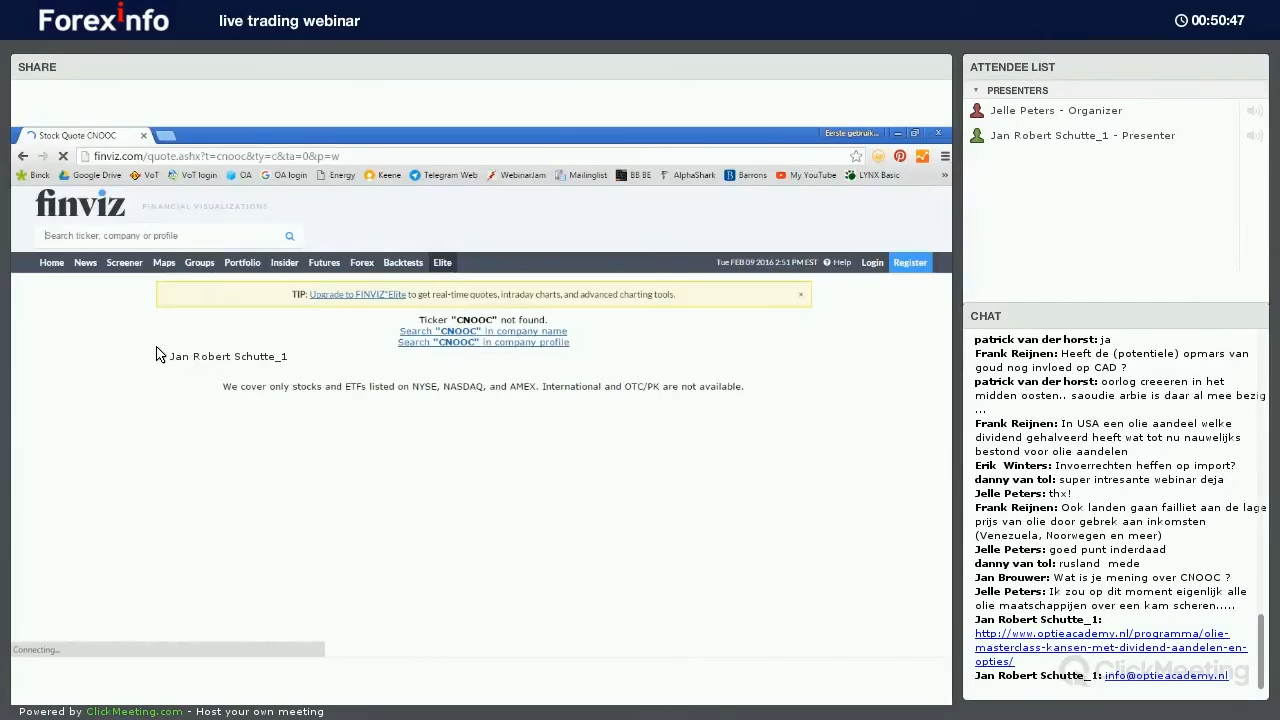 Forexinfo
live trading webinar
00:50:47
SHARE
Stock Quote CNOOC
Eerste gebruik...
finviz.com/quote.ashx?t=cnooc&ty=c&ta=0&p=w
Binck Google Drive VoT VoT login OA OA login Energy Keene Telegram Web WebinarJam Mailinglist BB BE AlphaShark Barrons My YouTube LYNX Basic »
finviz FINANCIAL VISUALIZATIONS
Search ticker, company or profile
Home News Screener Maps Groups Portfolio Insider Futures Forex Backtests Elite Tue FEB 09 2016 2:51 PM EST Help Login Register
TIP: Upgrade to FINVIZ*Elite to get real-time quotes, intraday charts, and advanced charting tools. ×
Ticker "CNOOC" not found.
Search "CNOOC" in company name
Search "CNOOC" in company profile
Jan Robert Schutte_1
We cover only stocks and ETFs listed on NYSE, NASDAQ, and AMEX. International and OTC/PK are not available.
Connecting...
ATTENDEE LIST
PRESENTERS
Jelle Peters - Organizer
Jan Robert Schutte_1 - Presenter
CHAT
patrick van der horst: ja
Frank Reijnen: Heeft de (potentiele) opmars van
goud nog invloed op CAD ?
patrick van der horst: oorlog creeeren in het
midden oosten.. saoudie arbie is daar al mee bezig
...
Frank Reijnen: In USA een olie aandeel welke
dividend gehalveerd heeft wat tot nu nauwelijks
bestond voor olie aandelen
Erik Winters: Invoerrechten heffen op import?
danny van tol: super intresante webinar deja
Jelle Peters: thx!
Frank Reijnen: Ook landen gaan failliet aan de lage
prijs van olie door gebrek aan inkomsten
(Venezuela, Noorwegen en meer)
Jelle Peters: goed punt inderdaad
danny van tol: rusland mede
Jan Brouwer: Wat is je mening over CNOOC ?
Jelle Peters: Ik zou op dit moment eigenlijk alle
olie maatschappijen over een kam scheren.....
Jan Robert Schutte_1:
http://www.optieacademy.nl/programma/olie-
masterclass-kansen-met-dividend-aandelen-en-
opties/
Jan Robert Schutte_1: info@optieacademy.nl
ClickMeeting
Powered by ClickMeeting.com - Host your own meeting